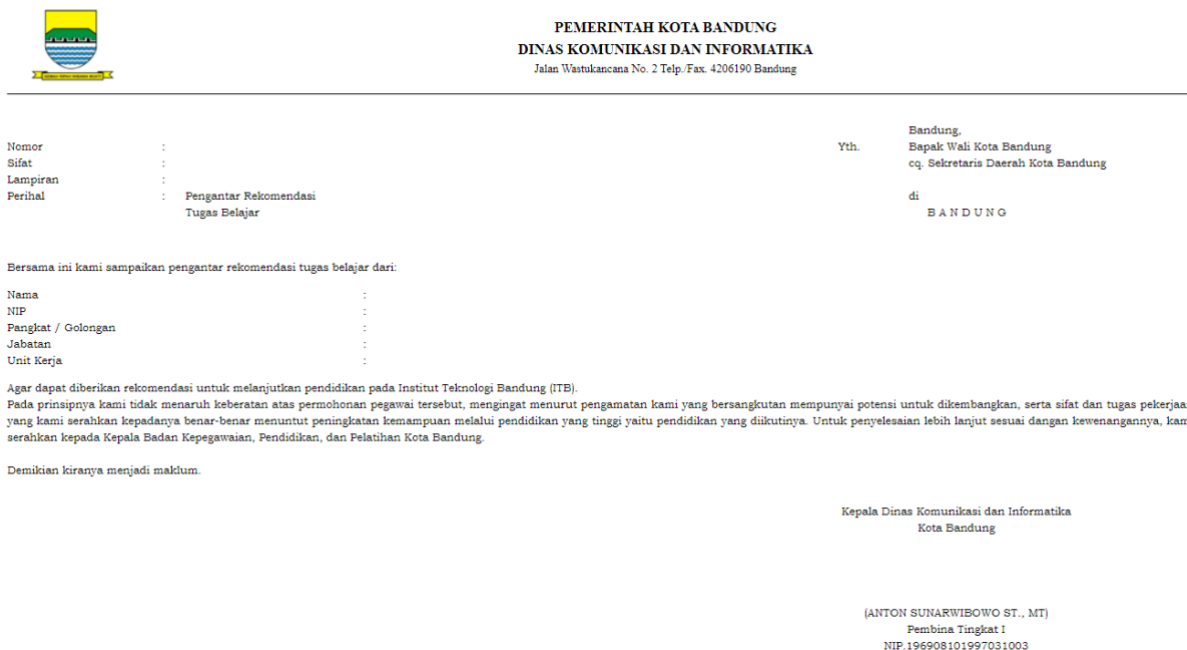 PEMERINTAH KOTA BANDUNG
DINAS KOMUNIKASI DAN INFORMATIKA
Jalan Wastukancana No. 2 Telp./Fax. 4206190 Bandung
Bandung,
Nomor : Yth. Bapak Wali Kota Bandung
Sifat : cq. Sekretaris Daerah Kota Bandung
Lampiran :
Perihal : Pengantar Rekomendasi di
Tugas Belajar B A N D U N G
Bersama ini kami sampaikan pengantar rekomendasi tugas belajar dari:
Nama :
NIP :
Pangkat / Golongan :
Jabatan :
Unit Kerja :
Agar dapat diberikan rekomendasi untuk melanjutkan pendidikan pada Institut Teknologi Bandung (ITB).
Pada prinsipnya kami tidak menaruh keberatan atas permohonan pegawai tersebut, mengingat menurut pengamatan kami yang bersangkutan mempunyai potensi untuk dikembangkan, serta sifat dan tugas pekerjaa
yang kami serahkan kepadanya benar-benar menuntut peningkatan kemampuan melalui pendidikan yang tinggi yaitu pendidikan yang diikutinya. Untuk penyelesaian lebih lanjut sesuai dangan kewenangannya, kam
serahkan kepada Kepala Badan Kepegawaian, Pendidikan, dan Pelatihan Kota Bandung.
Demikian kiranya menjadi maklum.
Kepala Dinas Komunikasi dan Informatika
Kota Bandung
(ANTON SUNARWIBOWO ST., MT)
Pembina Tingkat I
NIP.196908101997031003